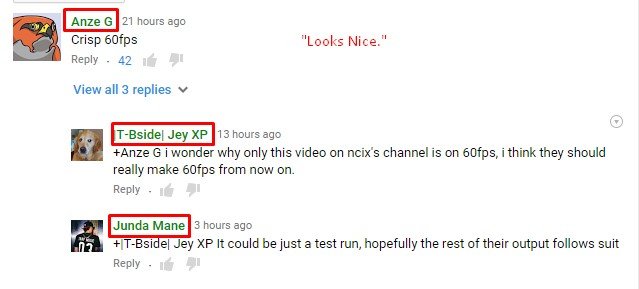 Anze G 21 hours ago
Crisp 60fps
"Looks Nice."
Reply · 42
View all 3 replies
|T-Bside| Jey XP 13 hours ago
+Anze G i wonder why only this video on ncix's channel is on 60fps, i think they should
really make 60fps from now on.
Reply ·
Junda Mane 3 hours ago
+|T-Bside| Jey XP It could be just a test run, hopefully the rest of their output follows suit
Reply ·